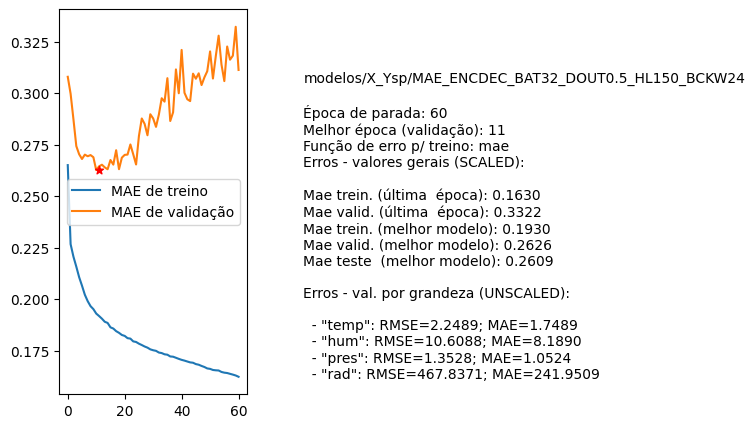 0.325
0.300
0.275
0.250
0.225
0.200
0.175
0
20
40
60
MAE de treino
MAE de validação
modelos/X_Ysp/MAE_ENCDEC_BAT32_DOUT0.5_HL150_BCKW24
Época de parada: 60
Melhor época (validação): 11
Função de erro p/ treino: mae
Erros - valores gerais (SCALED):
Mae trein. (última  época): 0.1630
Mae valid. (última  época): 0.3322
Mae trein. (melhor modelo): 0.1930
Mae valid. (melhor modelo): 0.2626
Mae teste  (melhor modelo): 0.2609
Erros - val. por grandeza (UNSCALED):
- "temp": RMSE=2.2489; MAE=1.7489
- "hum": RMSE=10.6088; MAE=8.1890
- "pres": RMSE=1.3528; MAE=1.0524
- "rad": RMSE=467.8371; MAE=241.9509